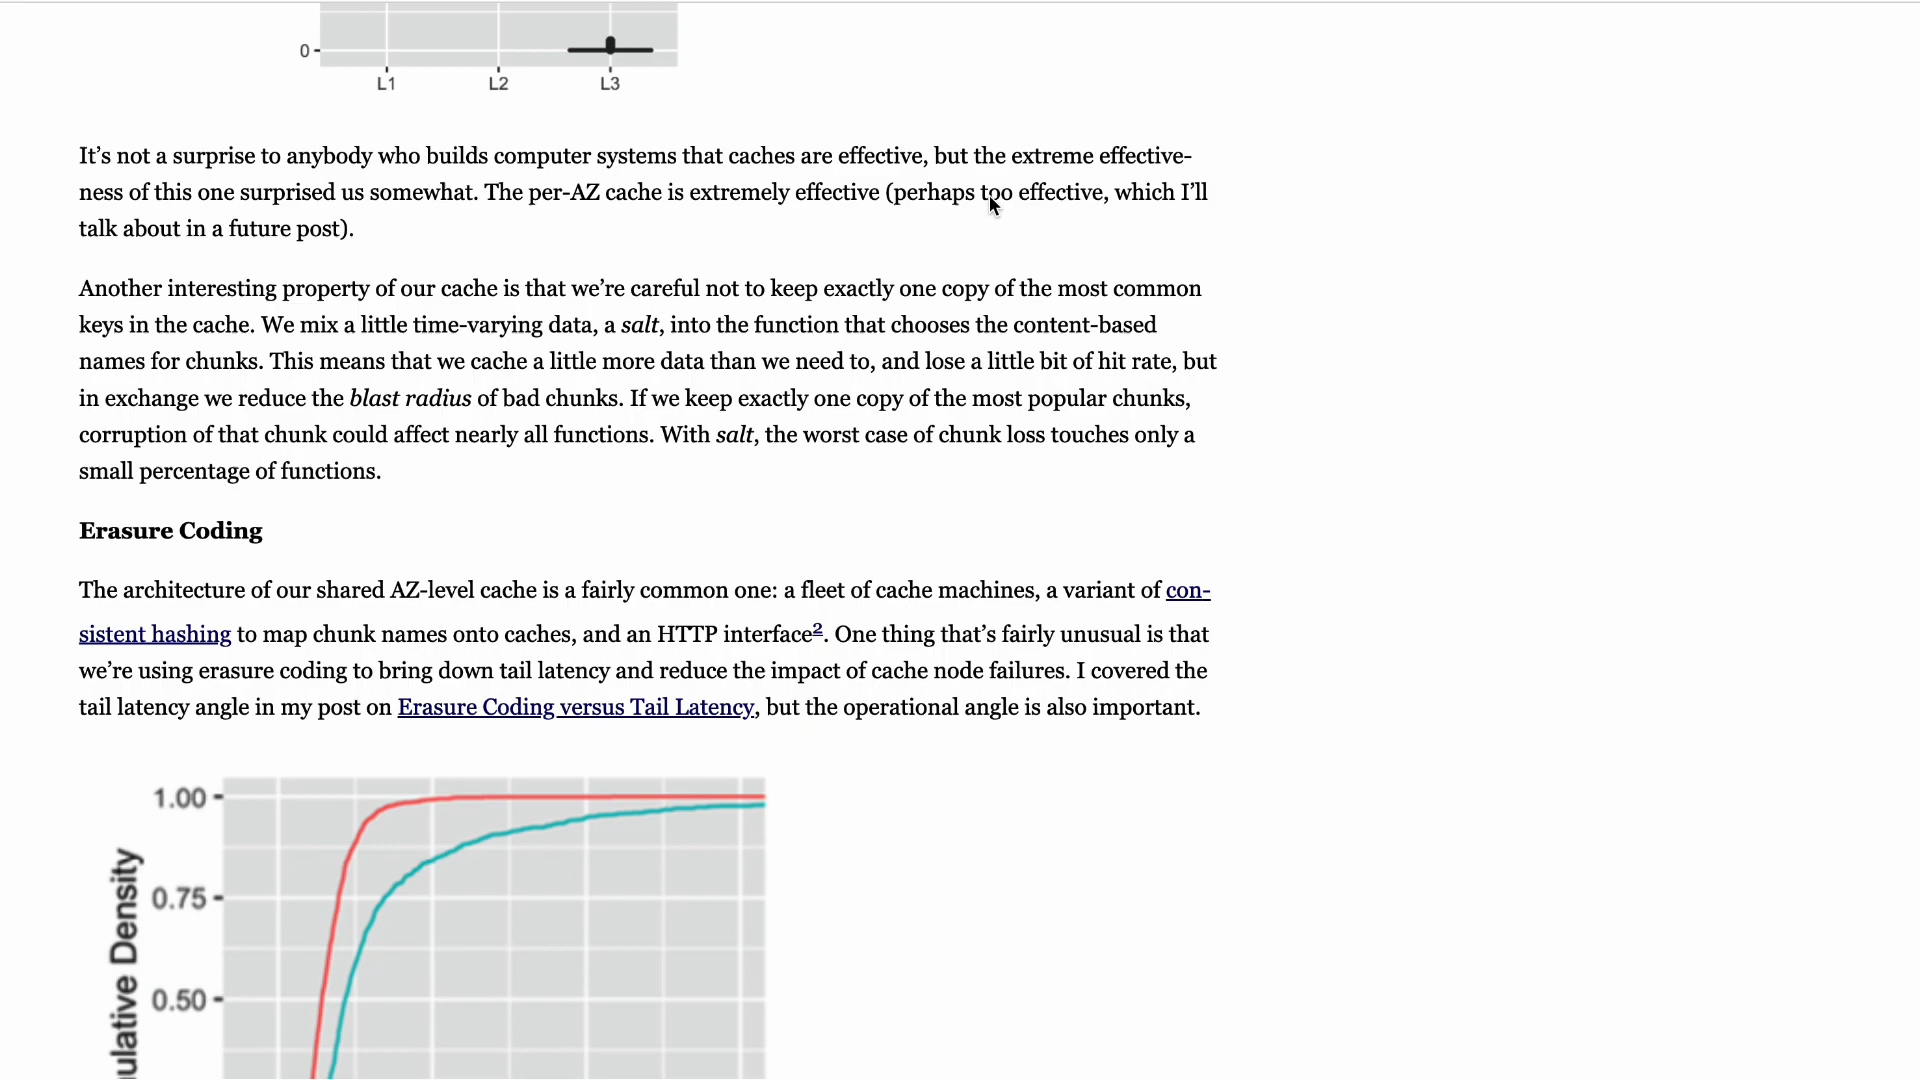 0
L1 L2 L3
It’s not a surprise to anybody who builds computer systems that caches are effective, but the extreme effective-
ness of this one surprised us somewhat. The per-AZ cache is extremely effective (perhaps too effective, which I’ll
talk about in a future post).
Another interesting property of our cache is that we’re careful not to keep exactly one copy of the most common
keys in the cache. We mix a little time-varying data, a salt, into the function that chooses the content-based
names for chunks. This means that we cache a little more data than we need to, and lose a little bit of hit rate, but
in exchange we reduce the blast radius of bad chunks. If we keep exactly one copy of the most popular chunks,
corruption of that chunk could affect nearly all functions. With salt, the worst case of chunk loss touches only a
small percentage of functions.
Erasure Coding
The architecture of our shared AZ-level cache is a fairly common one: a fleet of cache machines, a variant of con-
sistent hashing to map chunk names onto caches, and an HTTP interface2. One thing that’s fairly unusual is that
we’re using erasure coding to bring down tail latency and reduce the impact of cache node failures. I covered the
tail latency angle in my post on Erasure Coding versus Tail Latency, but the operational angle is also important.
1.00
0.75
0.50
ulative Density